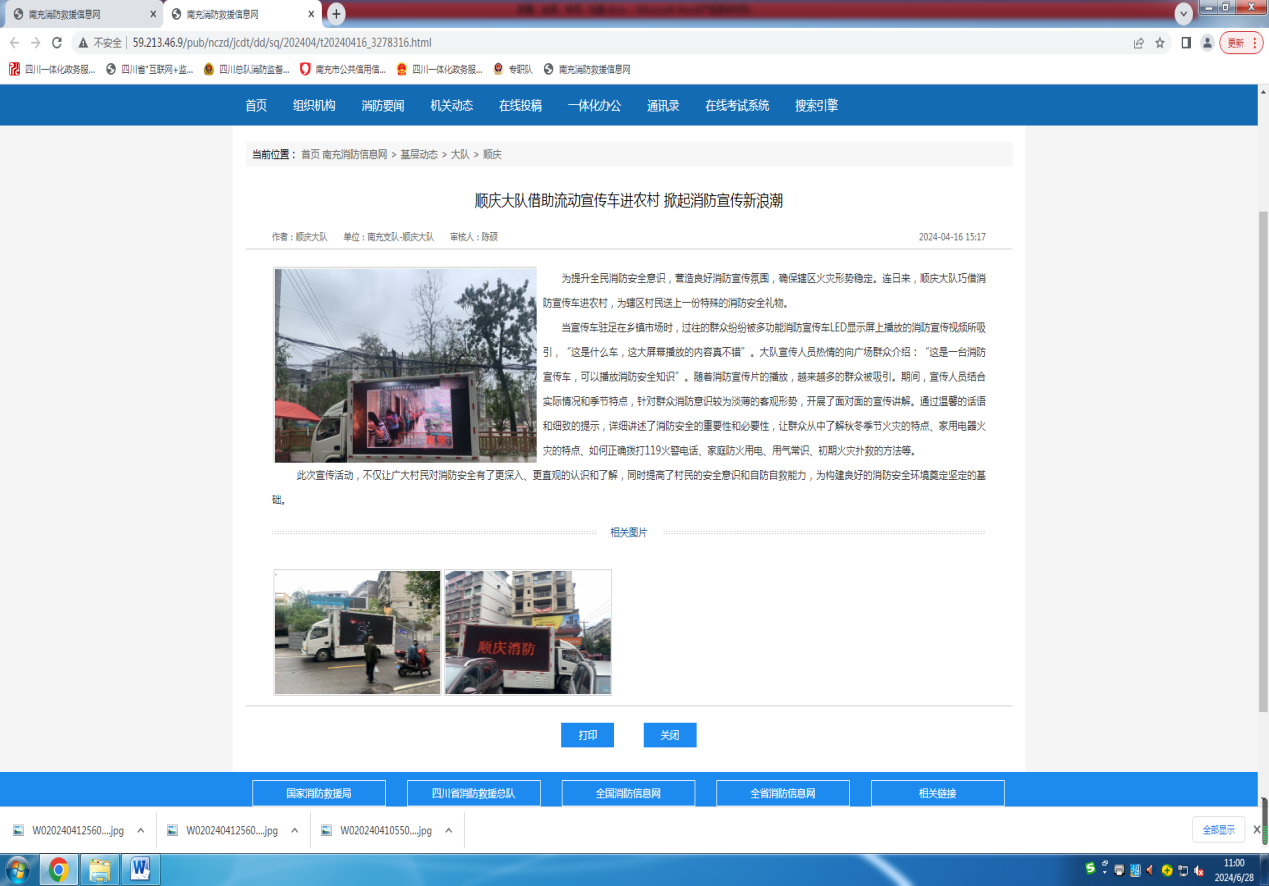 南充消防救援信息网
南充消防救援信息网
不安全
59.213.46.9/pub/nczd/jcdt/dd/sq/202404/t20240416_3278316.html
更新
四川一体化政务服...
四川省"互联网+监...
四川总队消防监督...
南充市公共信用信...
四川一体化政务服...
专职队
南充消防救援信息网
首页 组织机构 消防要闻 机关动态 在线投稿 一体化办公 通讯录 在线考试系统 搜索引擎
当前位置： 首页 南充消防信息网 > 基层动态 > 大队 > 顺庆
顺庆大队借助流动宣传车进农村 掀起消防宣传新浪潮
作者：顺庆大队 单位：南充支队-顺庆大队 审核人：陈硕
2024-04-16 15:17
为提升全民消防安全意识，营造良好消防宣传氛围，确保辖区火灾形势稳定。连日来，顺庆大队巧借消
防宣传车进农村，为辖区村民送上一份特殊的消防安全礼物。
当宣传车驻足在乡镇市场时，过往的群众纷纷被多功能消防宣传车LED显示屏上播放的消防宣传视频所吸
引，“这是什么车，这大屏幕播放的内容真不错”。大队宣传人员热情的向广场群众介绍：“这是一台消防
宣传车，可以播放消防安全知识”。随着消防宣传片的播放，越来越多的群众被吸引。期间，宣传人员结合
实际情况和季节特点，针对群众消防意识较为淡薄的客观形势，开展了面对面的宣传讲解。通过温馨的话语
和细致的提示，详细讲述了消防安全的重要性和必要性，让群众从中了解秋冬季节火灾的特点、家用电器火
灾的特点、如何正确拨打119火警电话、家庭防火用电、用气常识、初期火灾扑救的方法等。
此次宣传活动，不仅让广大村民对消防安全有了更深入、更直观的认识和了解，同时提高了村民的安全意识和自防自救能力，为构建良好的消防安全环境奠定坚定的基
础。
相关图片
顺庆消防
打印 关闭
国家消防救援局 四川省消防救援总队 全国消防信息网 全省消防信息网 相关链接
W020240412560....jpg
W020240412560....jpg
W020240410550....jpg
全部显示
11:00
2024/6/28